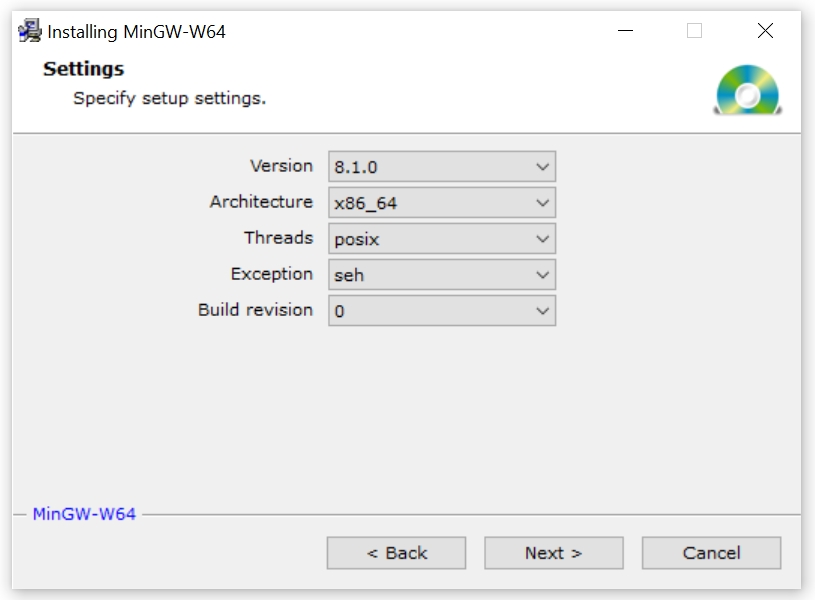 Installing MinGW-W64
Settings
Specify setup settings.
Version 8.1.0
Architecture x86_64
Threads posix
Exception seh
Build revision 0
MinGW-W64
< Back Next > Cancel